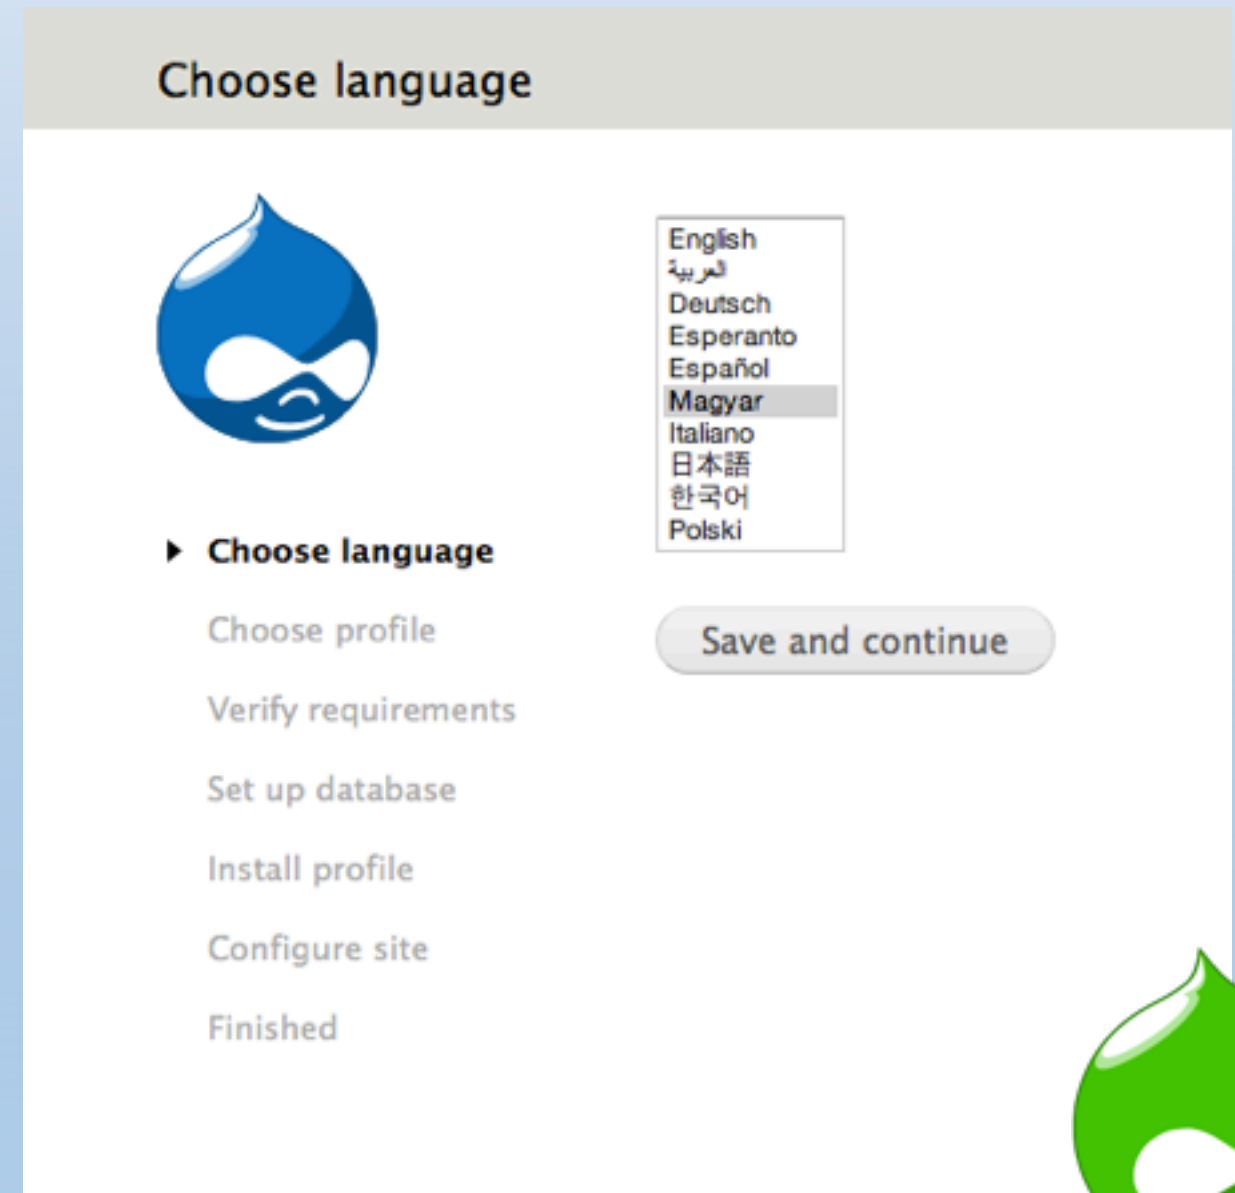 Choose language
English
العربية
Deutsch
Esperanto
Español
Magyar
Italiano
日本語
한국어
Polski
Save and continue
Choose language
Choose profile
Verify requirements
Set up database
Install profile
Configure site
Finished